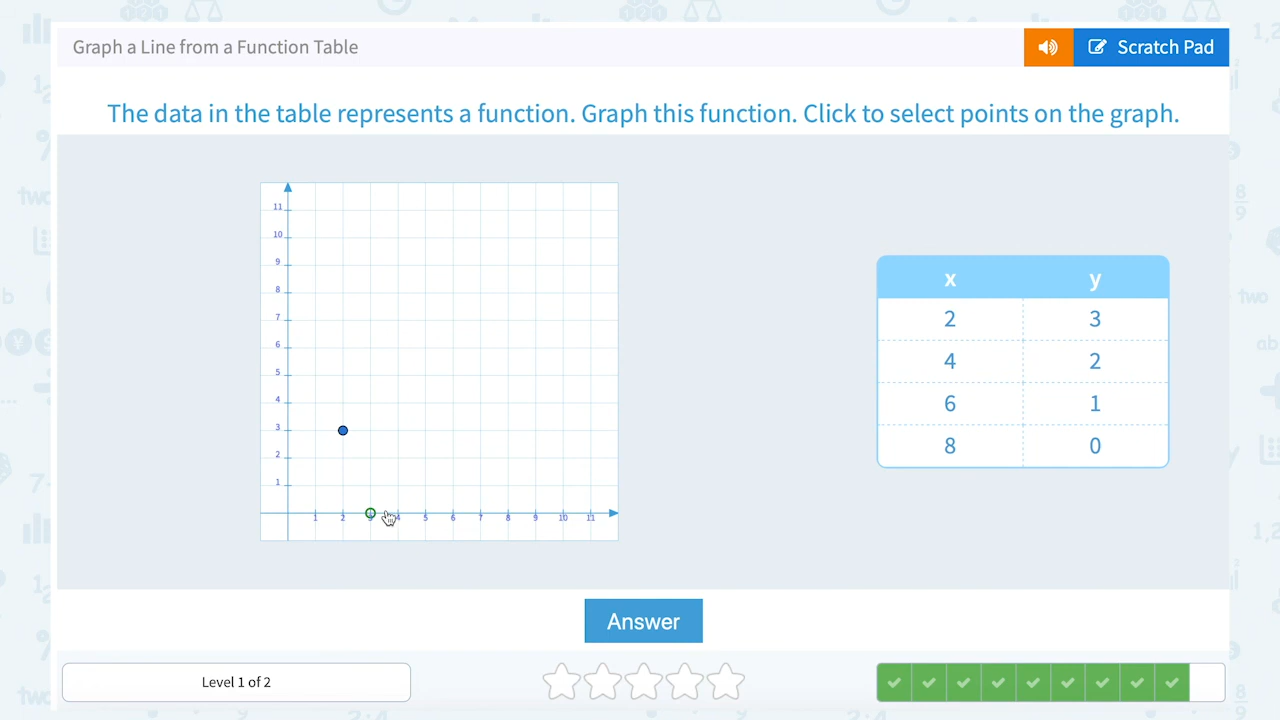 Graph a Line from a Function Table
Scratch Pad
The data in the table represents a function. Graph this function. Click to select points on the graph.
11
10
9
8
7
6
5
4
3
2
1
1 2 3 4 5 6 7 8 9 10 11
x y
2 3
4 2
6 1
8 0
Answer
Level 1 of 2